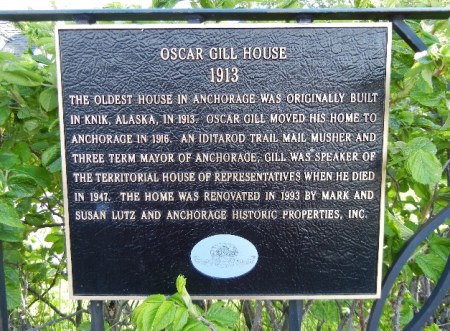 OSCAR GILL HOUSE
1913
THE OLDEST HOUSE IN ANCHORAGE WAS ORIGINALLY BUILT
IN KNIK, ALASKA, IN 1913. OSCAR GILL MOVED HIS HOME TO
ANCHORAGE IN 1916. AN IDITAROD TRAIL MAIL MUSHER AND
THREE TERM MAYOR OF ANCHORAGE, GILL WAS SPEAKER OF
THE TERRITORIAL HOUSE OF REPRESENTATIVES WHEN HE DIED
IN 1947. THE HOME WAS RENOVATED IN 1993 BY MARK AND
SUSAN LUTZ AND ANCHORAGE HISTORIC PROPERTIES, INC.